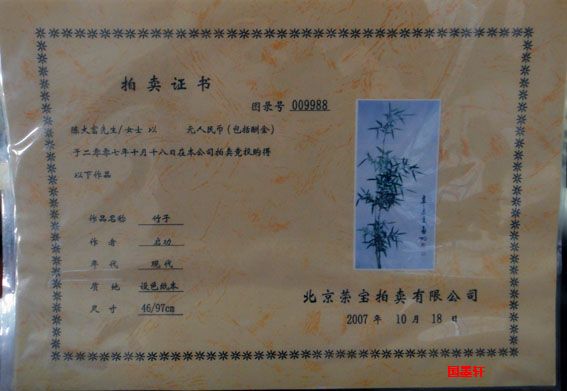 拍卖证书
图录号 009988
陈大富先生/女士 以 元人民币(包括酬金)
于二零零七年十月十八日在本公司拍卖竞投购得
以下作品
作品名称 竹子
作者 启功
年代 现代
质地 设色纸本
尺寸 46/97cm
北京荣宝拍卖有限公司
2007 年 10 月 18 日
国墨轩